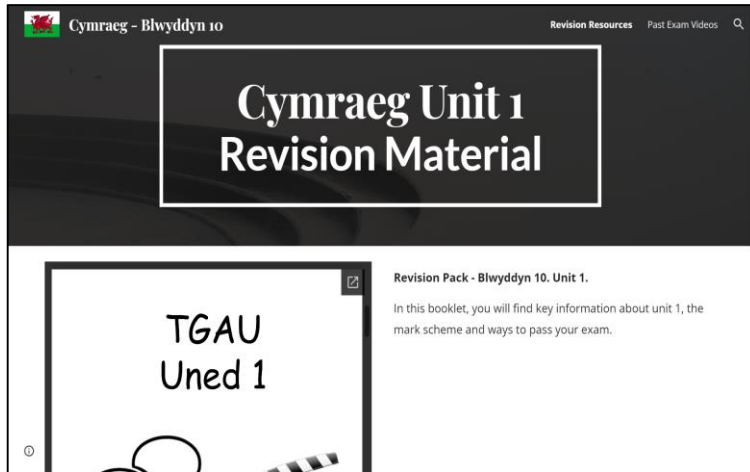 Cymraeg - Blwyddyn 10
Revision Resources Past Exam Videos
Cymraeg Unit 1
Revision Material
TGAU
Uned 1
Revision Pack - Blwyddyn 10. Unit 1.
In this booklet, you will find key information about unit 1, the
mark scheme and ways to pass your exam.